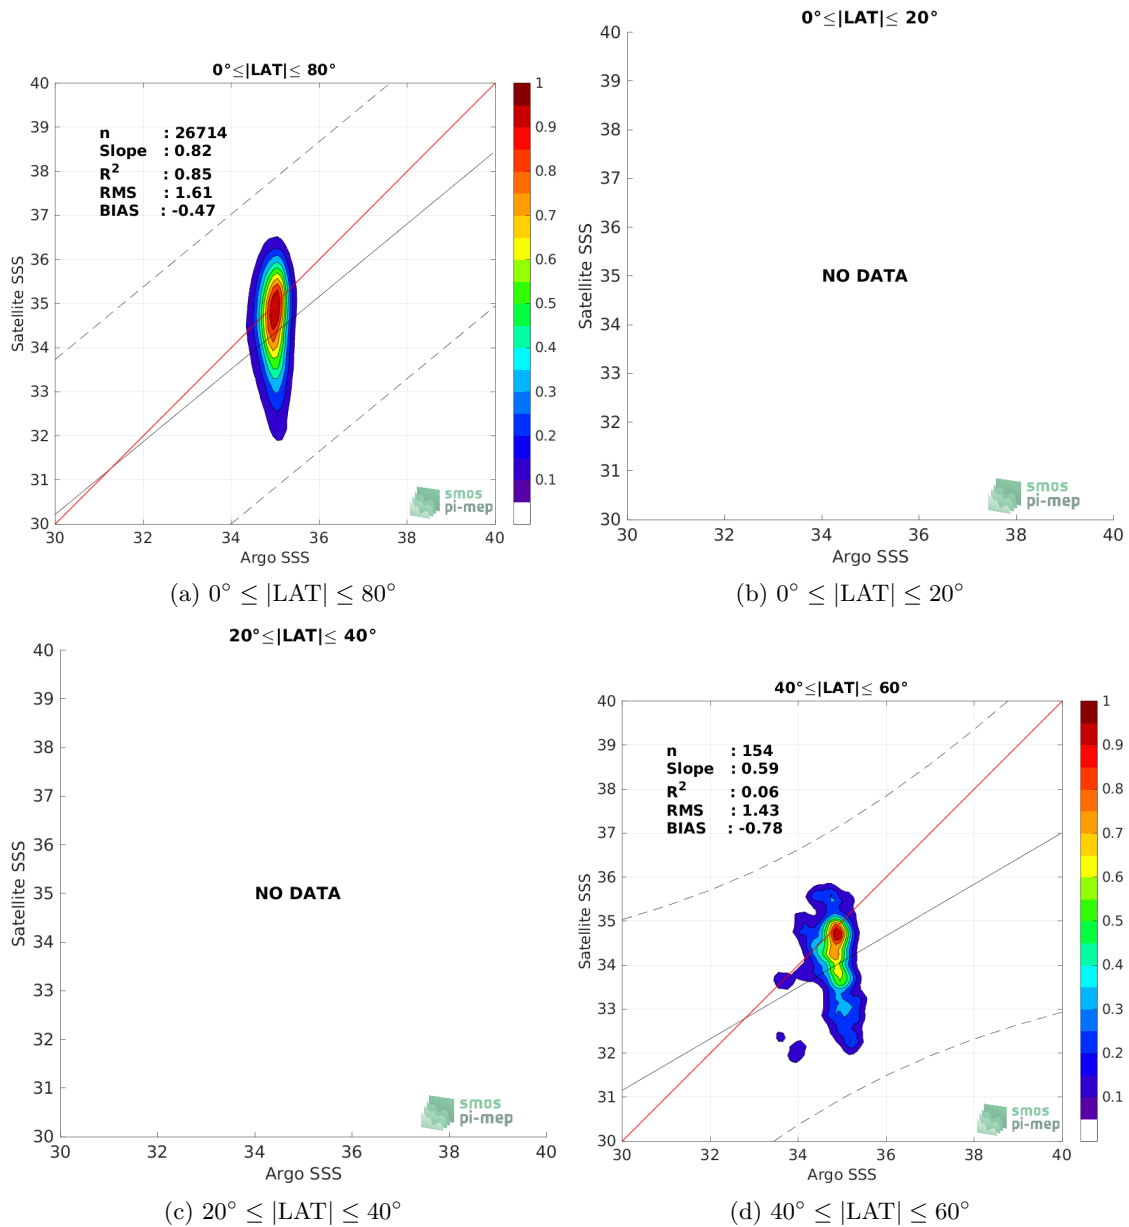 0°≤|LAT|≤ 80°
n : 26714
Slope : 0.82
R² : 0.85
RMS : 1.61
BIAS : -0.47
40
39
38
37
36
35
34
33
32
31
30
Satellite SSS
30 32 34 36 38 40
Argo SSS
1
0.9
0.8
0.7
0.6
0.5
0.4
0.3
0.2
0.1
smos
pi-mep
(a) 0° ≤ |LAT| ≤ 80°
0°≤|LAT|≤ 20°
40
39
38
37
36
35
34
33
32
31
30
Satellite SSS
NO DATA
30 32 34 36 38 40
Argo SSS
smos
pi-mep
(b) 0° ≤ |LAT| ≤ 20°
20°≤|LAT|≤ 40°
40
39
38
37
36
35
34
33
32
31
30
Satellite SSS
NO DATA
30 32 34 36 38 40
Argo SSS
smos
pi-mep
(c) 20° ≤ |LAT| ≤ 40°
40°≤|LAT|≤ 60°
n : 154
Slope : 0.59
R² : 0.06
RMS : 1.43
BIAS : -0.78
40
39
38
37
36
35
34
33
32
31
30
Satellite SSS
30 32 34 36 38 40
Argo SSS
1
0.9
0.8
0.7
0.6
0.5
0.4
0.3
0.2
0.1
smos
pi-mep
(d) 40° ≤ |LAT| ≤ 60°